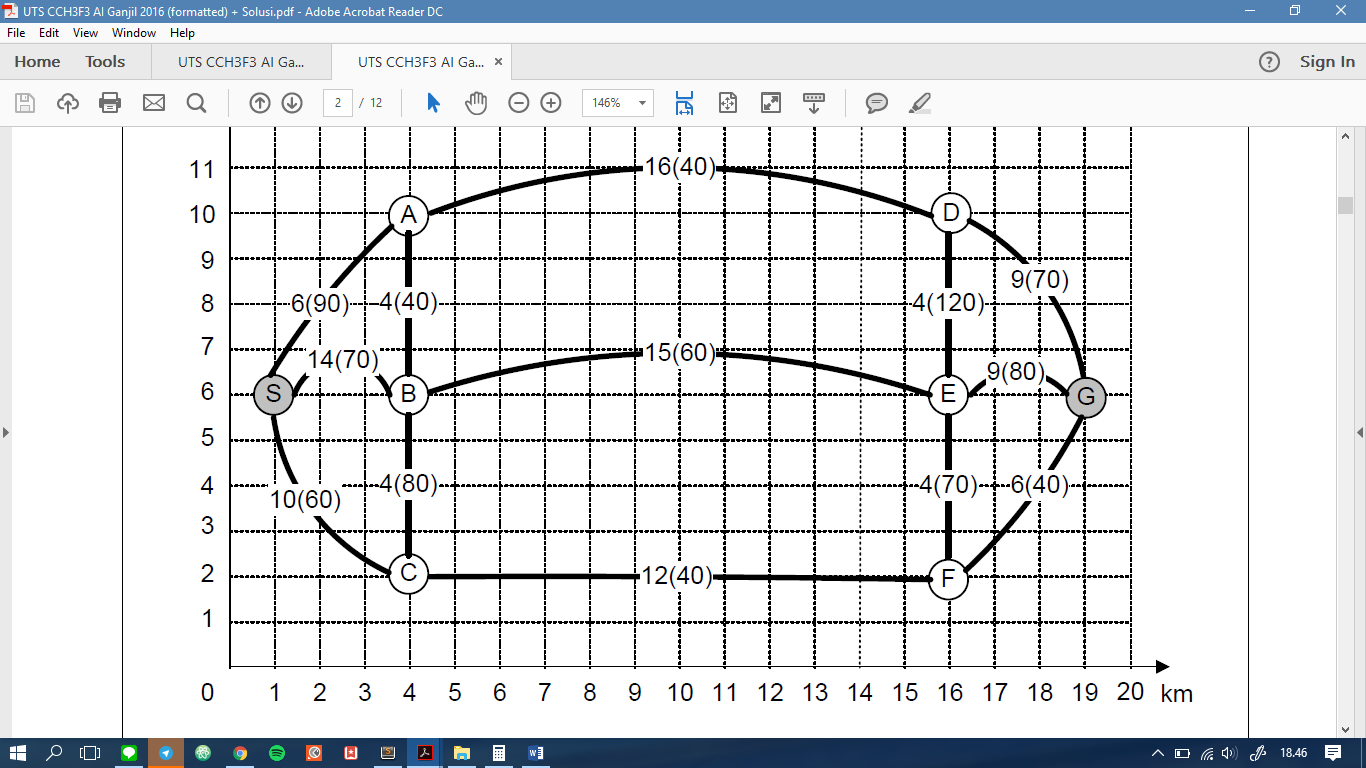 UTS CCH3F3 AI Ganjil 2016 (formatted) + Solusi.pdf - Adobe Acrobat Reader DC
File Edit View Window Help
Home Tools UTS CCH3F3 AI Ga... UTS CCH3F3 AI Ga... × ? Sign In
2 / 12 146%
11 16(40)
10 A D
9 9(70)
8 6(90) 4(40) 4(120)
7 14(70) 15(60) 9(80)
6 S B E G
5
4 10(60) 4(80) 4(70) 6(40)
3
2 C 12(40) F
1
0 1 2 3 4 5 6 7 8 9 10 11 12 13 14 15 16 17 18 19 20 km
18.46